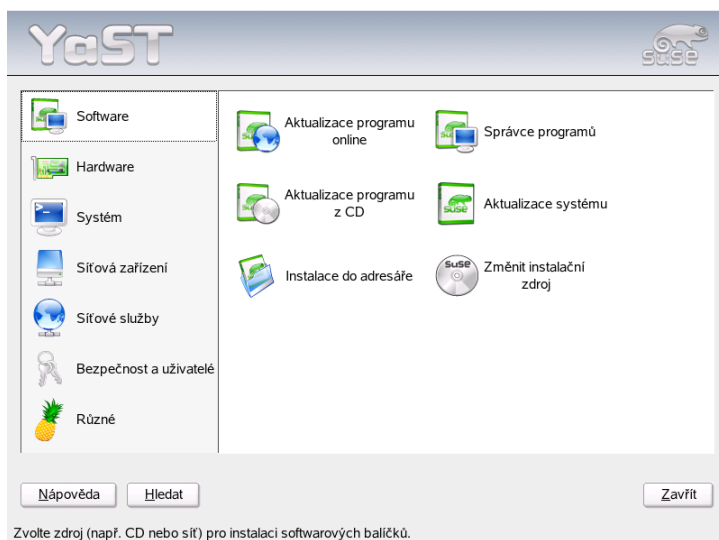 YaST
SUSE
Software
Hardware
Systém
Síťová zařízení
Síťové služby
Bezpečnost a uživatelé
Různé
Aktualizace programu
online
Správce programů
Aktualizace programu
z CD
Aktualizace systému
Instalace do adresáře
Změnit instalační
zdroj
Nápověda
Hledat
Zavřít
Zvolte zdroj (např. CD nebo síť) pro instalaci softwarových balíčků.